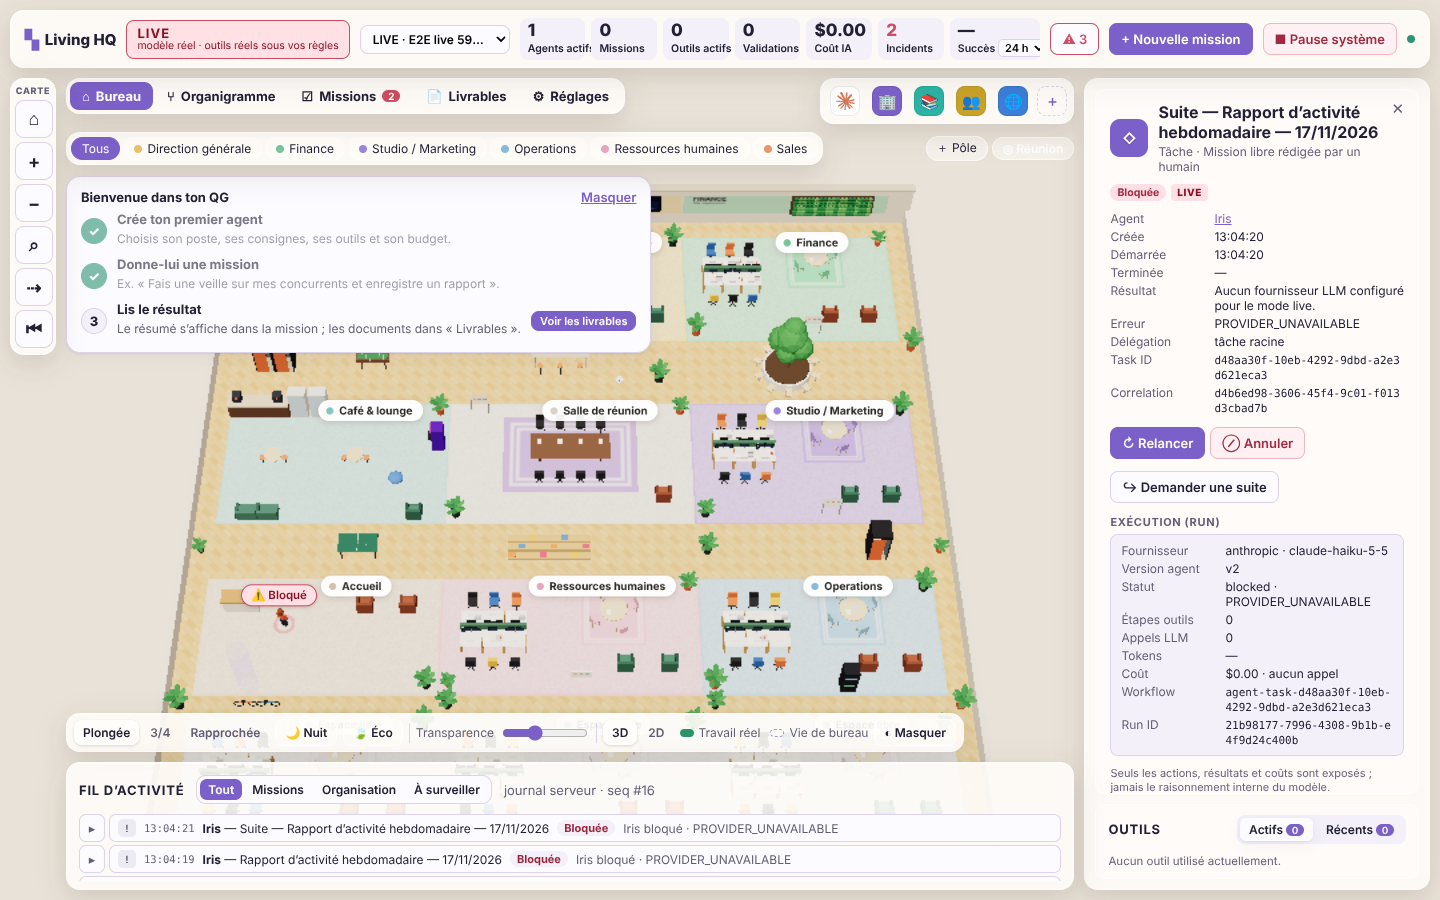 Living HQ
LIVE
modèle réel · outils réels sous vos règles
LIVE · E2E live 59...
1
Agents actifs
0
Missions
0
Outils actifs
0
Validations
$0.00
Coût IA
2
Incidents
—
Succès
24 h
3
+ Nouvelle mission
Pause système
CARTE
Bureau
Organigramme
Missions 2
Livrables
Réglages
Tous
Direction générale
Finance
Studio / Marketing
Operations
Ressources humaines
Sales
+ Pôle
Réunion
Bienvenue dans ton QG
Masquer
Crée ton premier agent
Choisis son poste, ses consignes, ses outils et son budget.
Donne-lui une mission
Ex. « Fais une veille sur mes concurrents et enregistre un rapport ».
3
Lis le résultat
Le résumé s'affiche dans la mission ; les documents dans « Livrables ».
Voir les livrables
FINANCE
Finance
Café & lounge
Salle de réunion
Studio / Marketing
Bloqué
Accueil
Ressources humaines
Operations
Plongée
3/4
Rapprochée
Nuit
Éco
Transparence
3D
2D
Travail réel
Vie de bureau
Masquer
FIL D'ACTIVITÉ
Tout
Missions
Organisation
À surveiller
journal serveur · seq #16
! 13:04:21 Iris — Suite — Rapport d'activité hebdomadaire — 17/11/2026 Bloquée Iris bloqué · PROVIDER_UNAVAILABLE
! 13:04:19 Iris — Rapport d'activité hebdomadaire — 17/11/2026 Bloquée Iris bloqué · PROVIDER_UNAVAILABLE
Suite — Rapport d'activité
hebdomadaire — 17/11/2026
Tâche · Mission libre rédigée par un
humain
Bloquée LIVE
Agent Iris
Créée 13:04:20
Démarrée 13:04:20
Terminée —
Résultat Aucun fournisseur LLM configuré
pour le mode live.
Erreur PROVIDER_UNAVAILABLE
Délégation tâche racine
Task ID d48aa30f-10eb-4292-9dbd-a2e3
d621eca3
Correlation d4b6ed98-3606-45f4-9c01-f013
d3cbad7b
Relancer
Annuler
Demander une suite
EXÉCUTION (RUN)
Fournisseur anthropic · claude-haiku-5-5
Version agent v2
Statut blocked ·
PROVIDER_UNAVAILABLE
Étapes outils 0
Appels LLM 0
Tokens —
Coût $0.00 · aucun appel
Workflow agent-task-d48aa30f-10eb-
4292-9dbd-a2e3d621eca3
Run ID 21b98177-7996-4308-9b1b-e
4f9d24c400b
Seuls les actions, résultats et coûts sont exposés ;
jamais le raisonnement interne du modèle.
OUTILS
Actifs 0
Récents 0
Aucun outil utilisé actuellement.